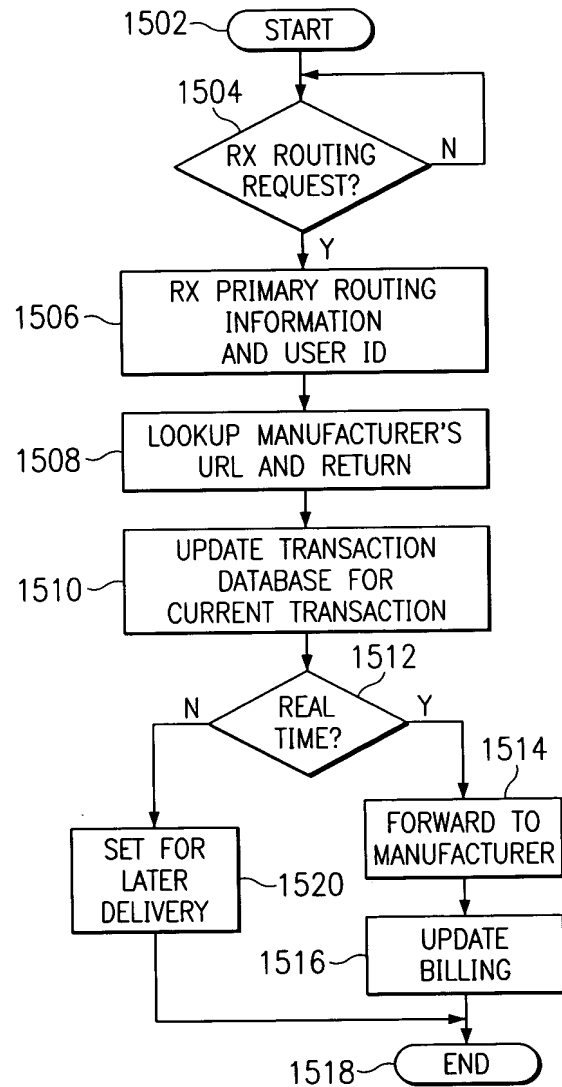 1502
START
1504
RX ROUTING
REQUEST?
N
Y
1506
RX PRIMARY ROUTING
INFORMATION
AND USER ID
1508
LOOKUP MANUFACTURER'S
URL AND RETURN
1510
UPDATE TRANSACTION
DATABASE FOR
CURRENT TRANSACTION
1512
N
REAL
TIME?
Y
1514
FORWARD TO
MANUFACTURER
SET FOR
LATER
DELIVERY
1520
1516
UPDATE
BILLING
1518
END